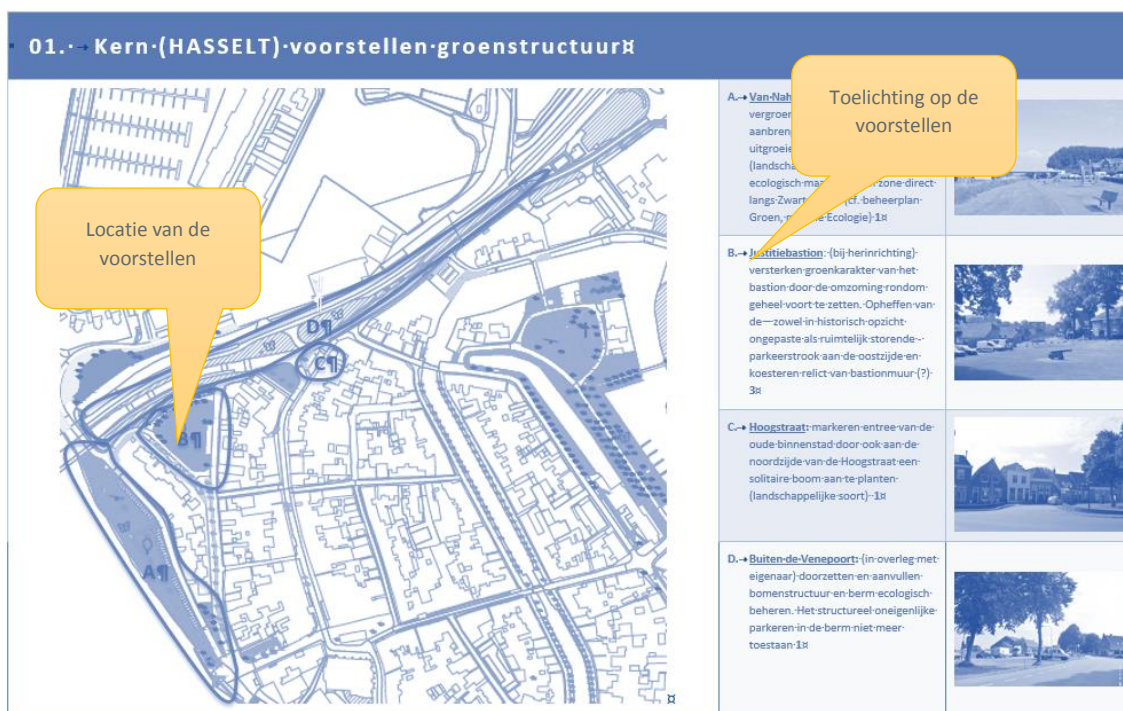 01. Kern (HASSELT) voorstellen groenstructuur¤
Locatie van de
voorstellen
Toelichting op de
voorstellen
A¶
B¶
C¶
D¶
A. Van Nah
vergroe
aanbren
uitgroeie
(landscha
ecologisch ma zone direct
langs Zwart (cf. beheerplan
Groen, e Ecologie) 1¤
B. Justitiebastion: (bij herinrichting)
versterken groenkarakter van het
bastion door de omzoming rondom
geheel voort te zetten. Opheffen van
de — zowel in historisch opzicht
ongepaste als ruimtelijk storende -
parkeerstrook aan de oostzijde en
koesteren relict van bastionmuur (?)
3¤
C. Hoogstraat: markeren entree van de
oude binnenstad door ook aan de
noordzijde van de Hoogstraat een
solitaire boom aan te planten
(landschappelijke soort) 1¤
D. Buiten de Venepoort: (in overleg met
eigenaar) doorzetten en aanvullen
bomenstructuur en berm ecologisch
beheren. Het structureel oneigenlijke
parkeren in de berm niet meer
toestaan 1¤